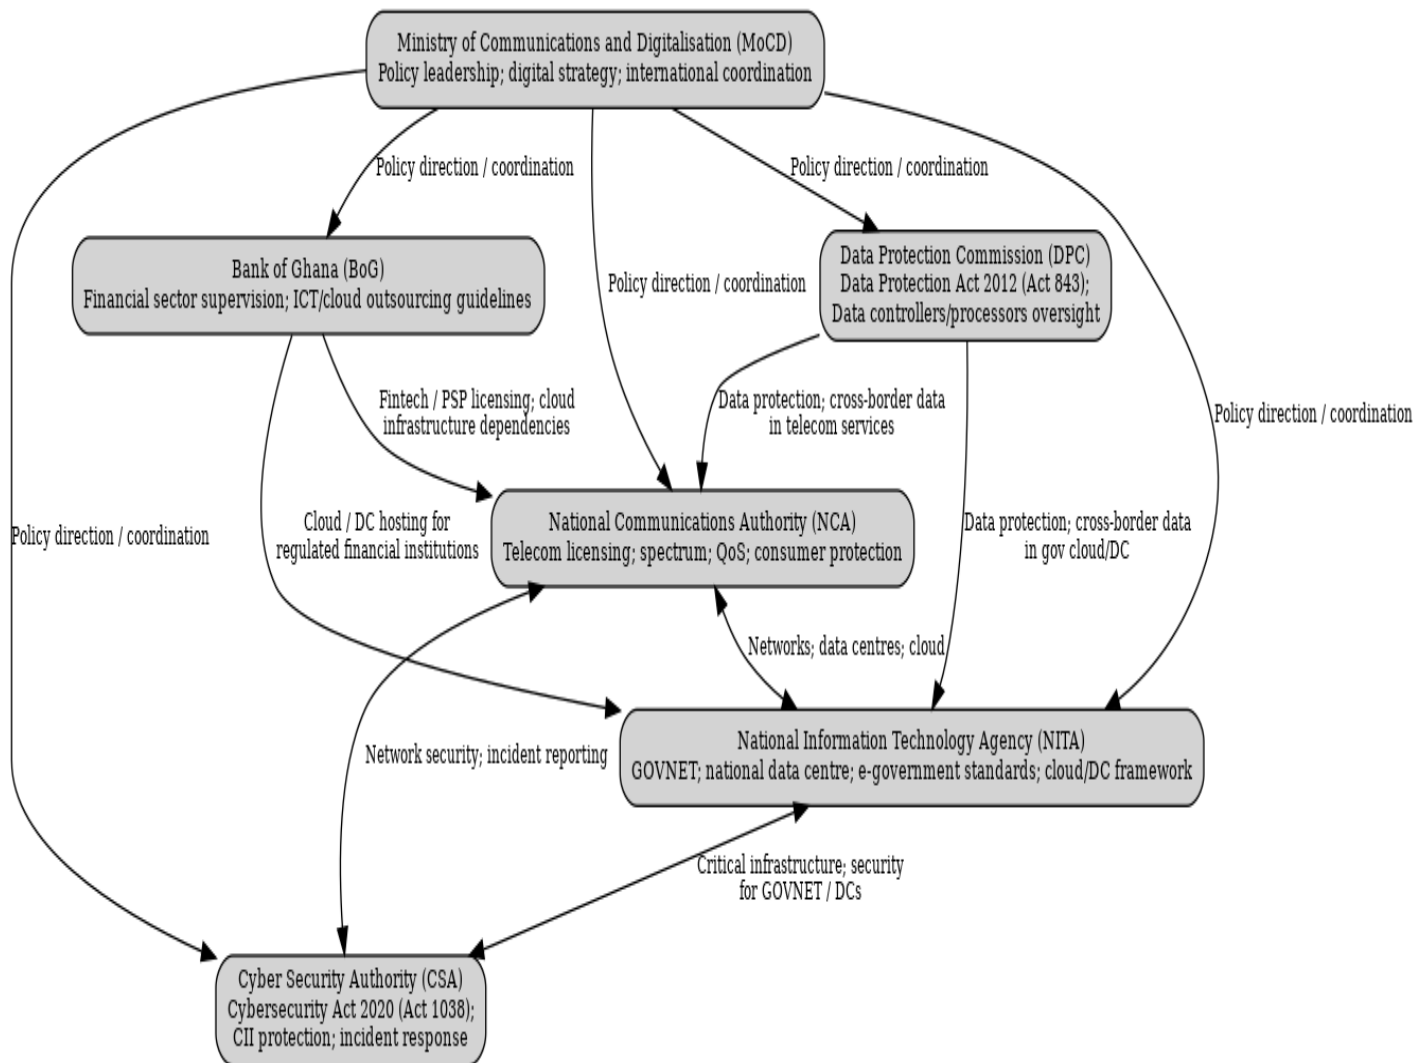 Ministry of Communications and Digitalisation (MoCD)
Policy leadership; digital strategy; international coordination
Policy direction / coordination
Policy direction / coordination
Bank of Ghana (BoG)
Financial sector supervision; ICT/cloud outsourcing guidelines
Policy direction / coordination
Data Protection Commission (DPC)
Data Protection Act 2012 (Act 843);
Data controllers/processors oversight
Fintech / PSP licensing; cloud
infrastructure dependencies
Data protection; cross-border data
in telecom services
Policy direction / coordination
Policy direction / coordination
Cloud / DC hosting for
regulated financial institutions
National Communications Authority (NCA)
Telecom licensing; spectrum; QoS; consumer protection
Data protection; cross-border data
in gov cloud/DC
Networks; data centres; cloud
Network security; incident reporting
National Information Technology Agency (NITA)
GOVNET; national data centre; e-government standards; cloud/DC framework
Critical infrastructure; security
for GOVNET / DCs
Cyber Security Authority (CSA)
Cybersecurity Act 2020 (Act 1038);
CII protection; incident response